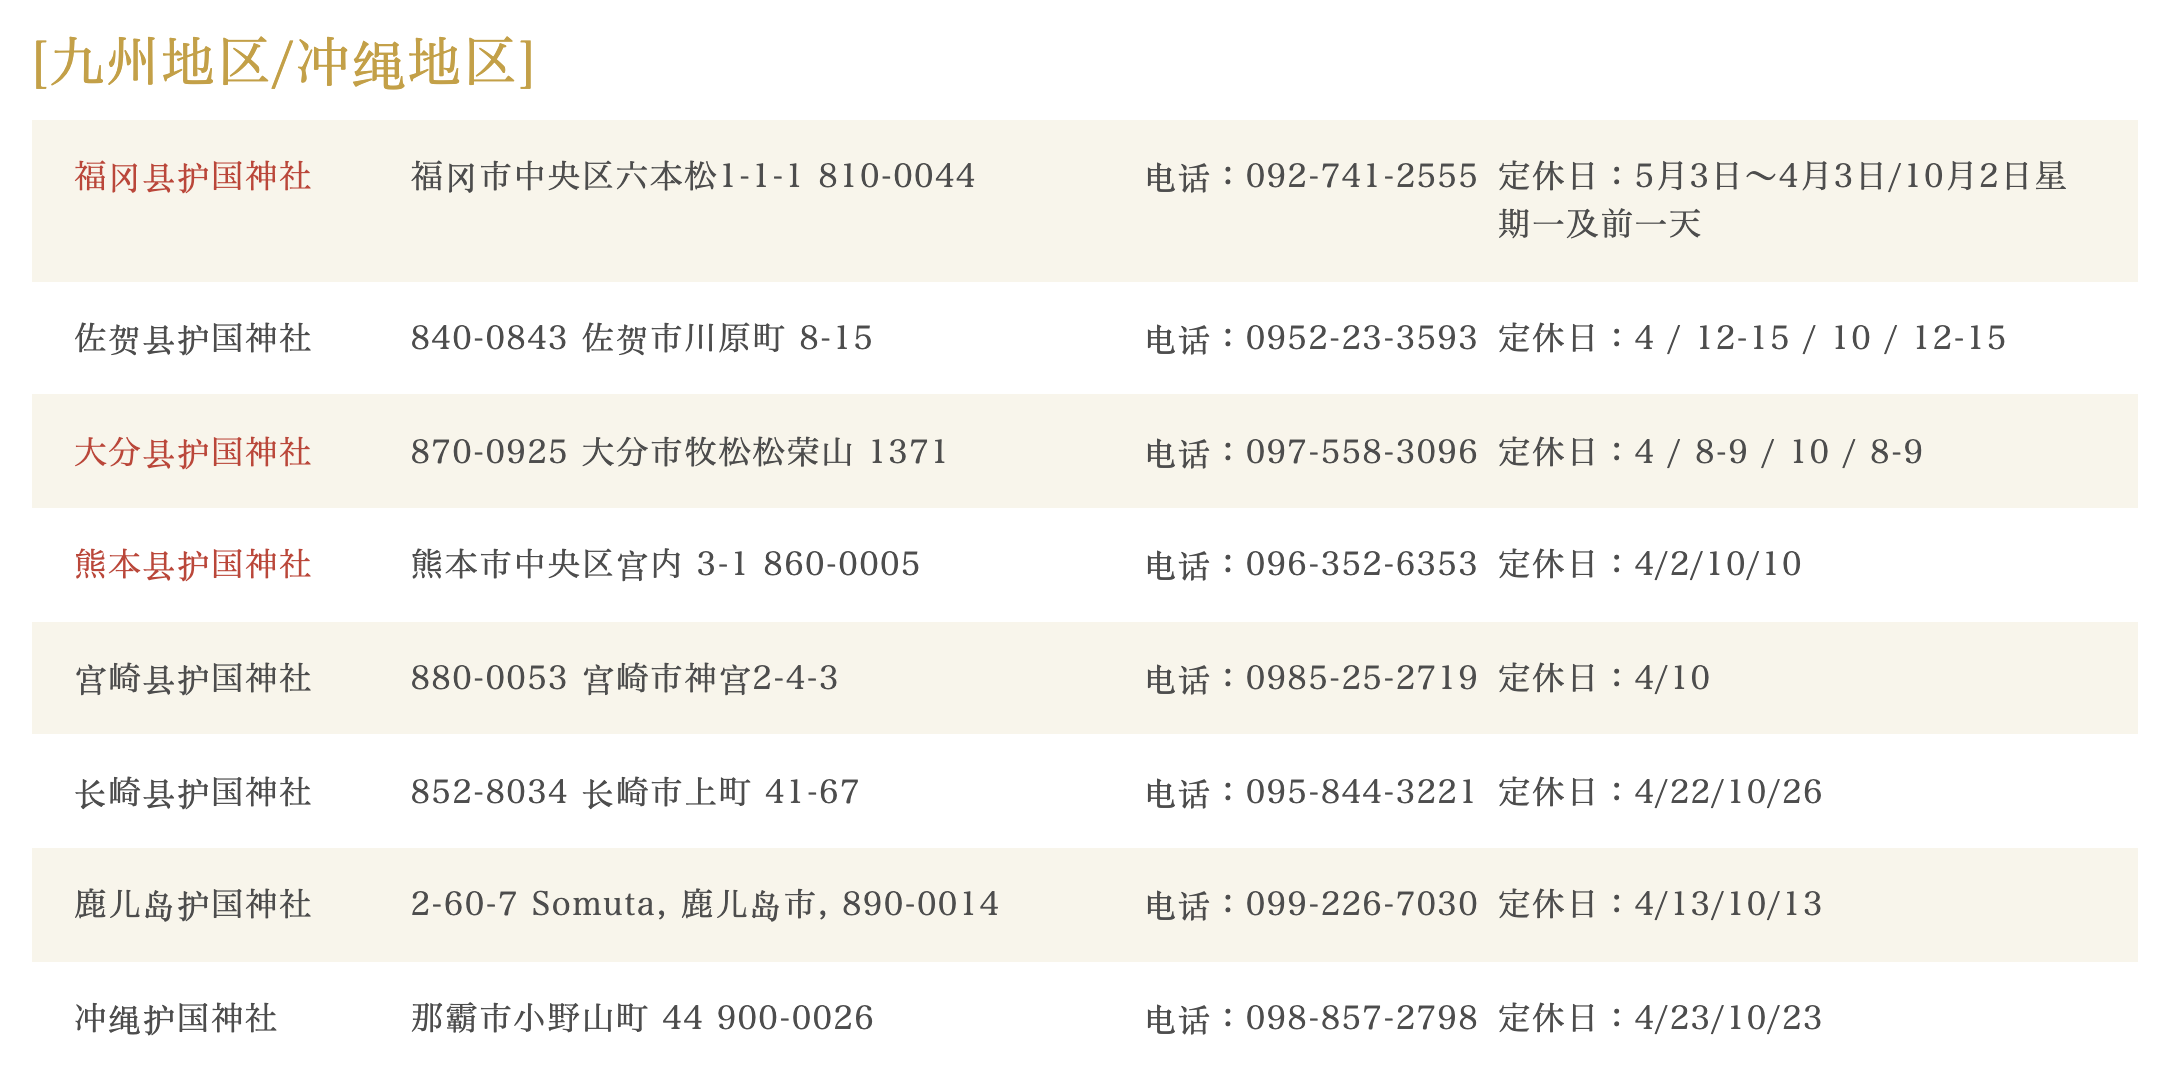 [九州地区/冲绳地区]
福冈县护国神社 福冈市中央区六本松1-1-1 810-0044 电话：092-741-2555 定休日：5月3日〜4月3日/10月2日星
期一及前一天
佐贺县护国神社 840-0843 佐贺市川原町 8-15 电话：0952-23-3593 定休日：4 / 12-15 / 10 / 12-15
大分县护国神社 870-0925 大分市牧松松荣山 1371 电话：097-558-3096 定休日：4 / 8-9 / 10 / 8-9
熊本县护国神社 熊本市中央区宫内 3-1 860-0005 电话：096-352-6353 定休日：4/2/10/10
宫崎县护国神社 880-0053 宫崎市神宫2-4-3 电话：0985-25-2719 定休日：4/10
长崎县护国神社 852-8034 长崎市上町 41-67 电话：095-844-3221 定休日：4/22/10/26
鹿儿岛护国神社 2-60-7 Somuta, 鹿儿岛市, 890-0014 电话：099-226-7030 定休日：4/13/10/13
冲绳护国神社 那霸市小野山町 44 900-0026 电话：098-857-2798 定休日：4/23/10/23